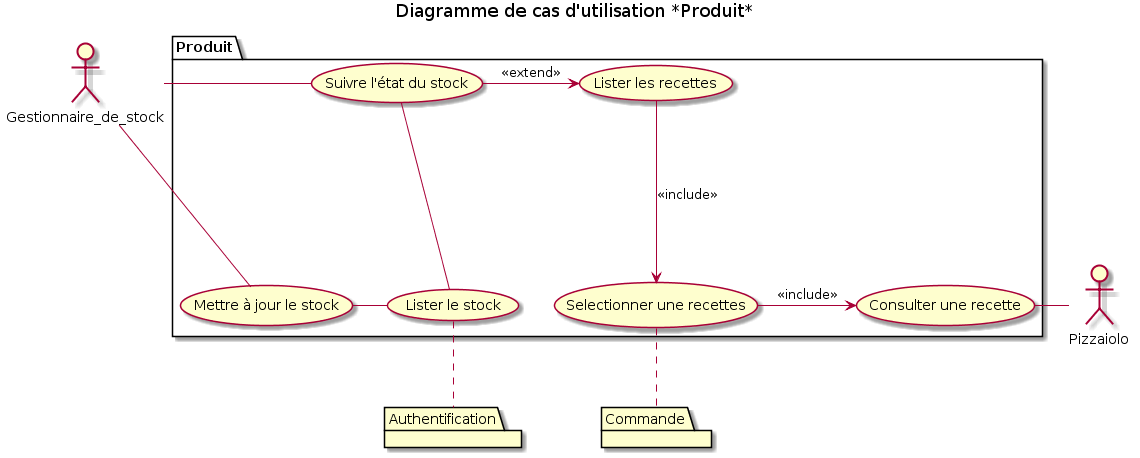 Diagramme de cas d'utilisation *Produit*
Produit
Suivre l'état du stock
«extend»
Lister les recettes
Gestionnaire_de_stock
«include»
Mettre à jour le stock
Lister le stock
Selectionner une recettes
«include»
Consulter une recette
Pizzaiolo
Authentification
Commande